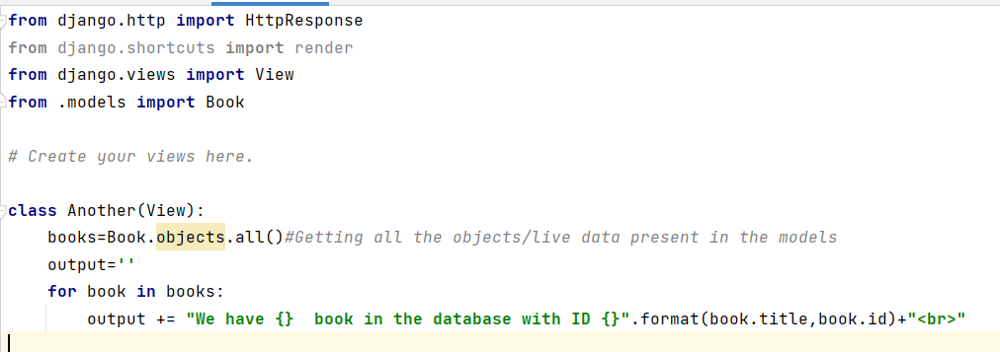 from django.http import HttpResponse
from django.shortcuts import render
from django.views import View
from .models import Book
# Create your views here.
class Another(View):
books=Book.objects.all()#Getting all the objects/live data present in the models
output=''
for book in books:
output += "We have {}  book in the database with ID {}".format(book.title,book.id)+"<br>"